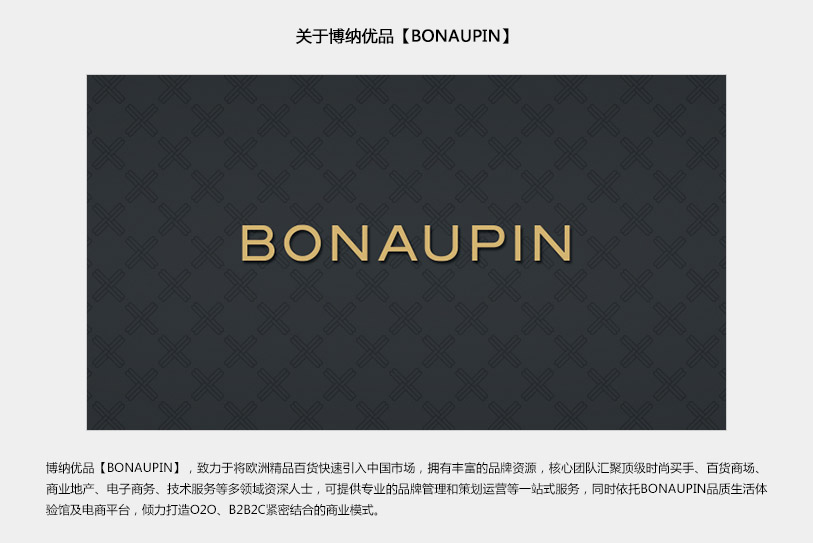 关于博纳优品【BONAUPIN】
BONAUPIN
博纳优品【BONAUPIN】，致力于将欧洲精品百货快速引入中国市场，拥有丰富的品牌资源，核心团队汇聚顶级时尚买手、百货商场、
商业地产、电子商务、技术服务等多领域资深人士，可提供专业的品牌管理和策划运营等一站式服务，同时依托BONAUPIN品质生活体
验馆及电商平台，倾力打造O2O、B2B2C紧密结合的商业模式。